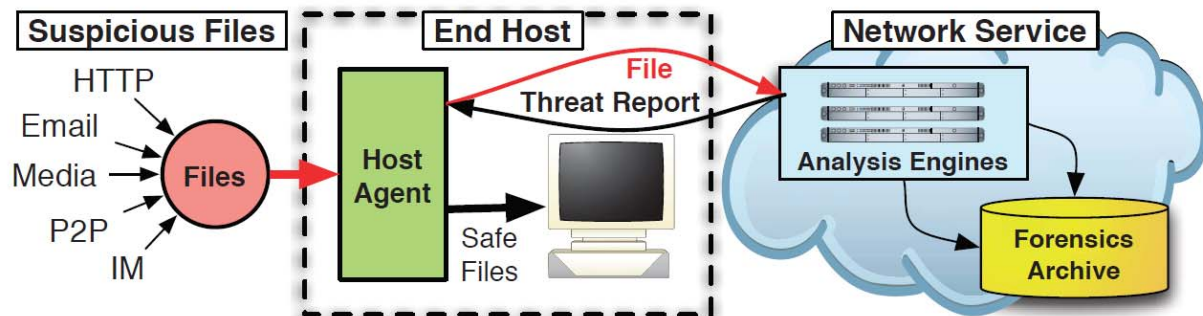 Suspicious Files
HTTP
Email
Media
P2P
IM
Files
End Host
Host
Agent
File
Threat Report
Safe
Files
Network Service
Analysis Engines
Forensics
Archive